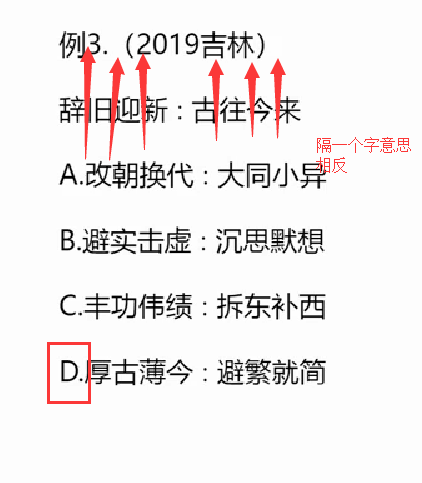 例3.（2019吉林）
辞旧迎新：古往今来
隔一个字意思
相反
A.改朝换代：大同小异
B.避实击虚：沉思默想
C.丰功伟绩：拆东补西
D.厚古薄今：避繁就简